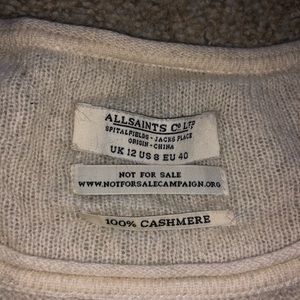 ALLSAINTS Cº LTD
SPITALFIELDS - JACKS PLACE
ORIGIN - CHINA
UK 12 US 8 EU 40
NOT FOR SALE
WWW.NOTFORSALECAMPAIGN.ORG
100% CASHMERE